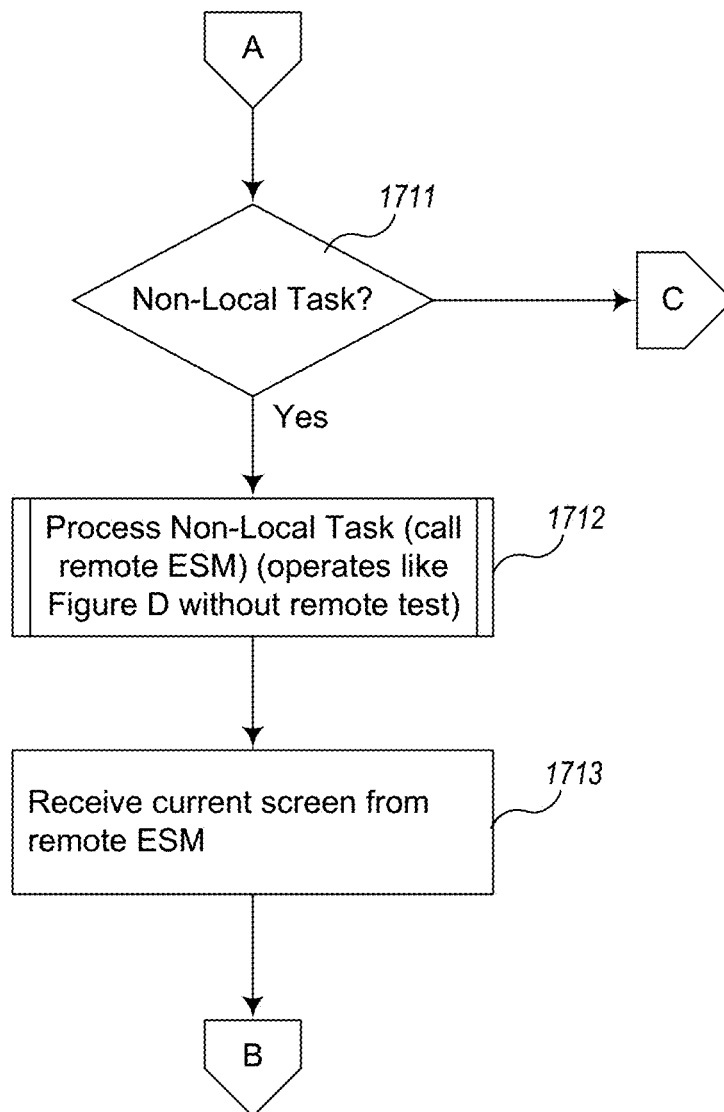 A
1711
Non-Local Task?
C
Yes
Process Non-Local Task (call
remote ESM) (operates like
Figure D without remote test)
1712
1713
Receive current screen from
remote ESM
B